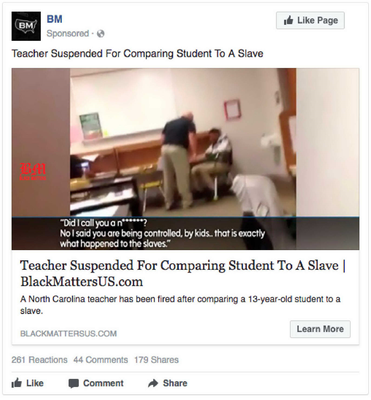 BM
BM
Sponsored ·
Like Page
Teacher Suspended For Comparing Student To A Slave
BM
"Did I call you a n******?
No I said you are being controlled, by kids.. that is exactly
what happened to the slaves."
Teacher Suspended For Comparing Student To A Slave |
BlackMattersUS.com
A North Carolina teacher has been fired after comparing a 13-year-old student to a
slave.
BLACKMATTERSUS.COM
Learn More
261 Reactions 44 Comments 179 Shares
Like Comment Share